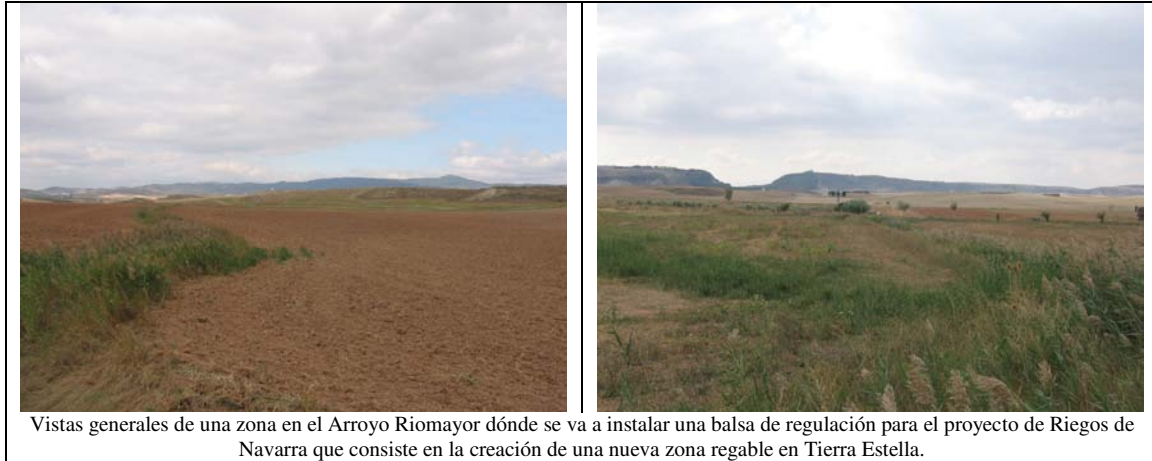 Vistas generales de una zona en el Arroyo Riomayor dónde se va a instalar una balsa de regulación para el proyecto de Riegos de
Navarra que consiste en la creación de una nueva zona regable en Tierra Estella.